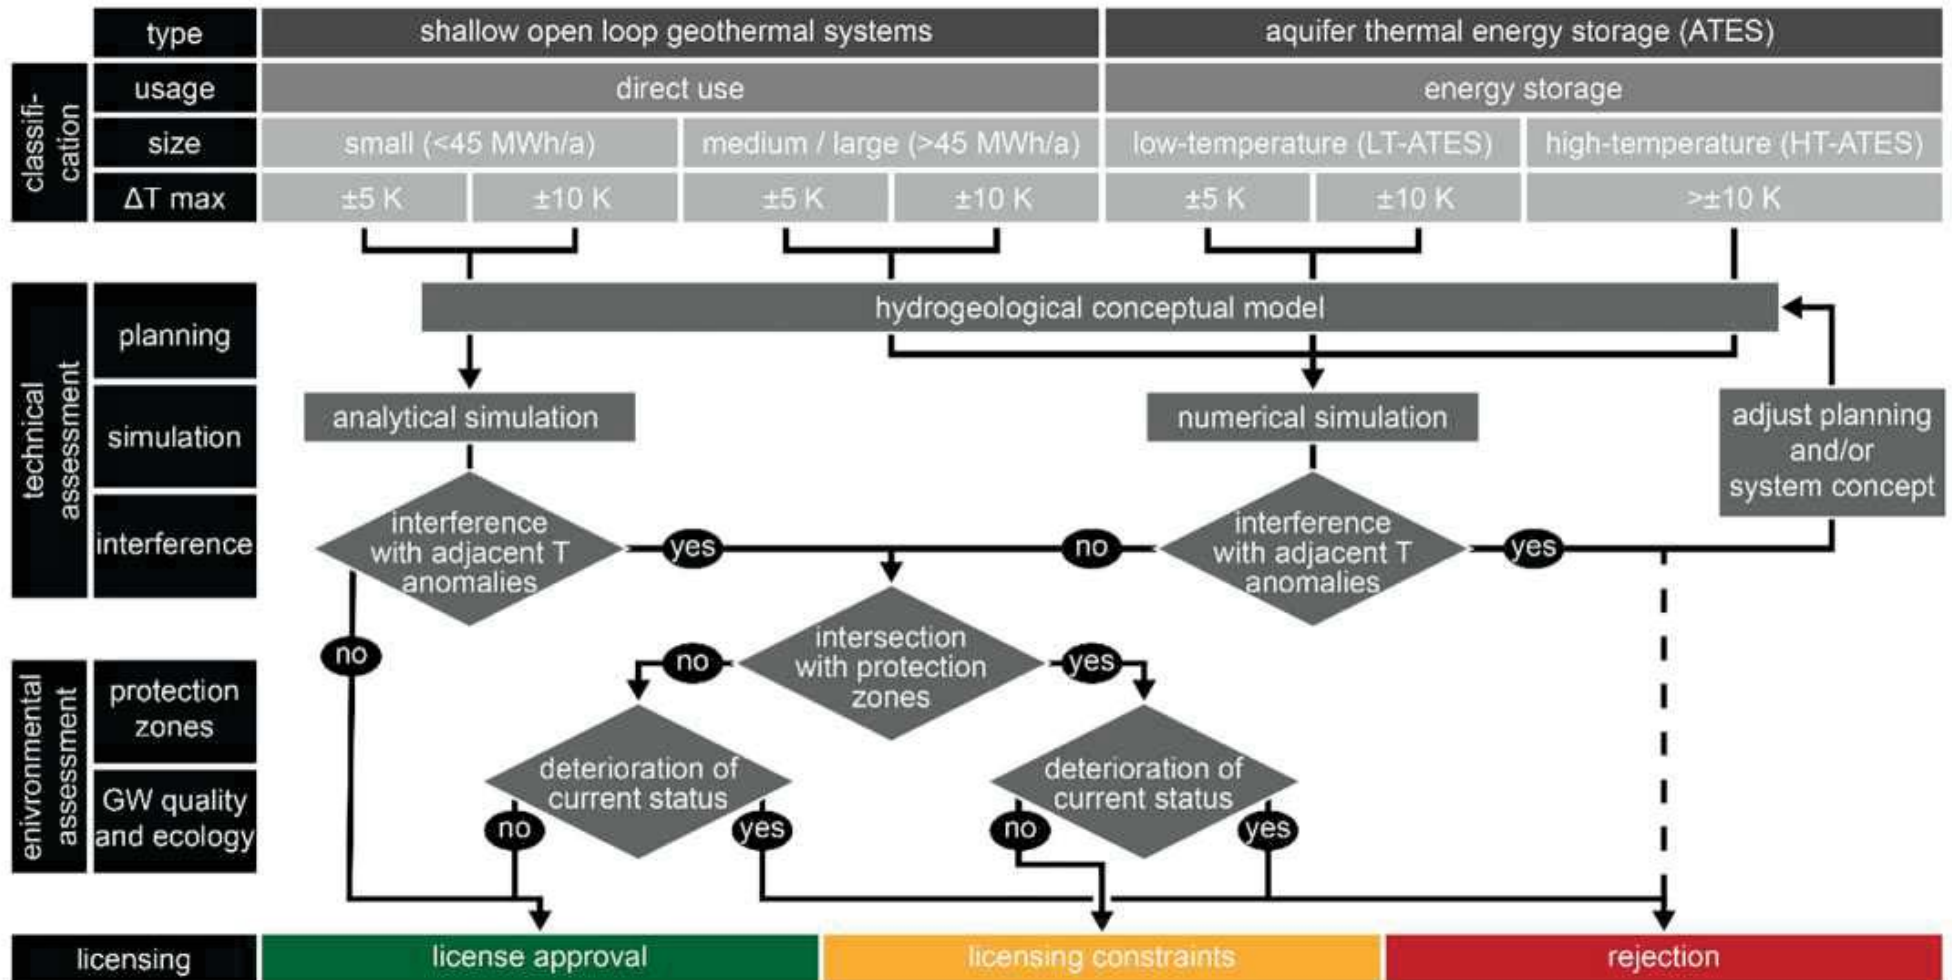 type
shallow open loop geothermal systems
aquifer thermal energy storage (ATES)
classifi-
cation
usage
direct use
energy storage
size
small (<45 MWh/a)
medium / large (>45 MWh/a)
low-temperature (LT-ATES)
high-temperature (HT-ATES)
ΔT max
±5 K
±10 K
±5 K
±10 K
±5 K
±10 K
>±10 K
technical
assessment
planning
hydrogeological conceptual model
simulation
analytical simulation
numerical simulation
adjust planning
and/or
system concept
interference
interference
with adjacent T
anomalies
yes
no
interference
with adjacent T
anomalies
yes
no
enivronmental
assessment
protection
zones
no
intersection
with protection
zones
yes
GW quality
and ecology
deterioration of
current status
no
yes
deterioration of
current status
no
yes
licensing
license approval
licensing constraints
rejection